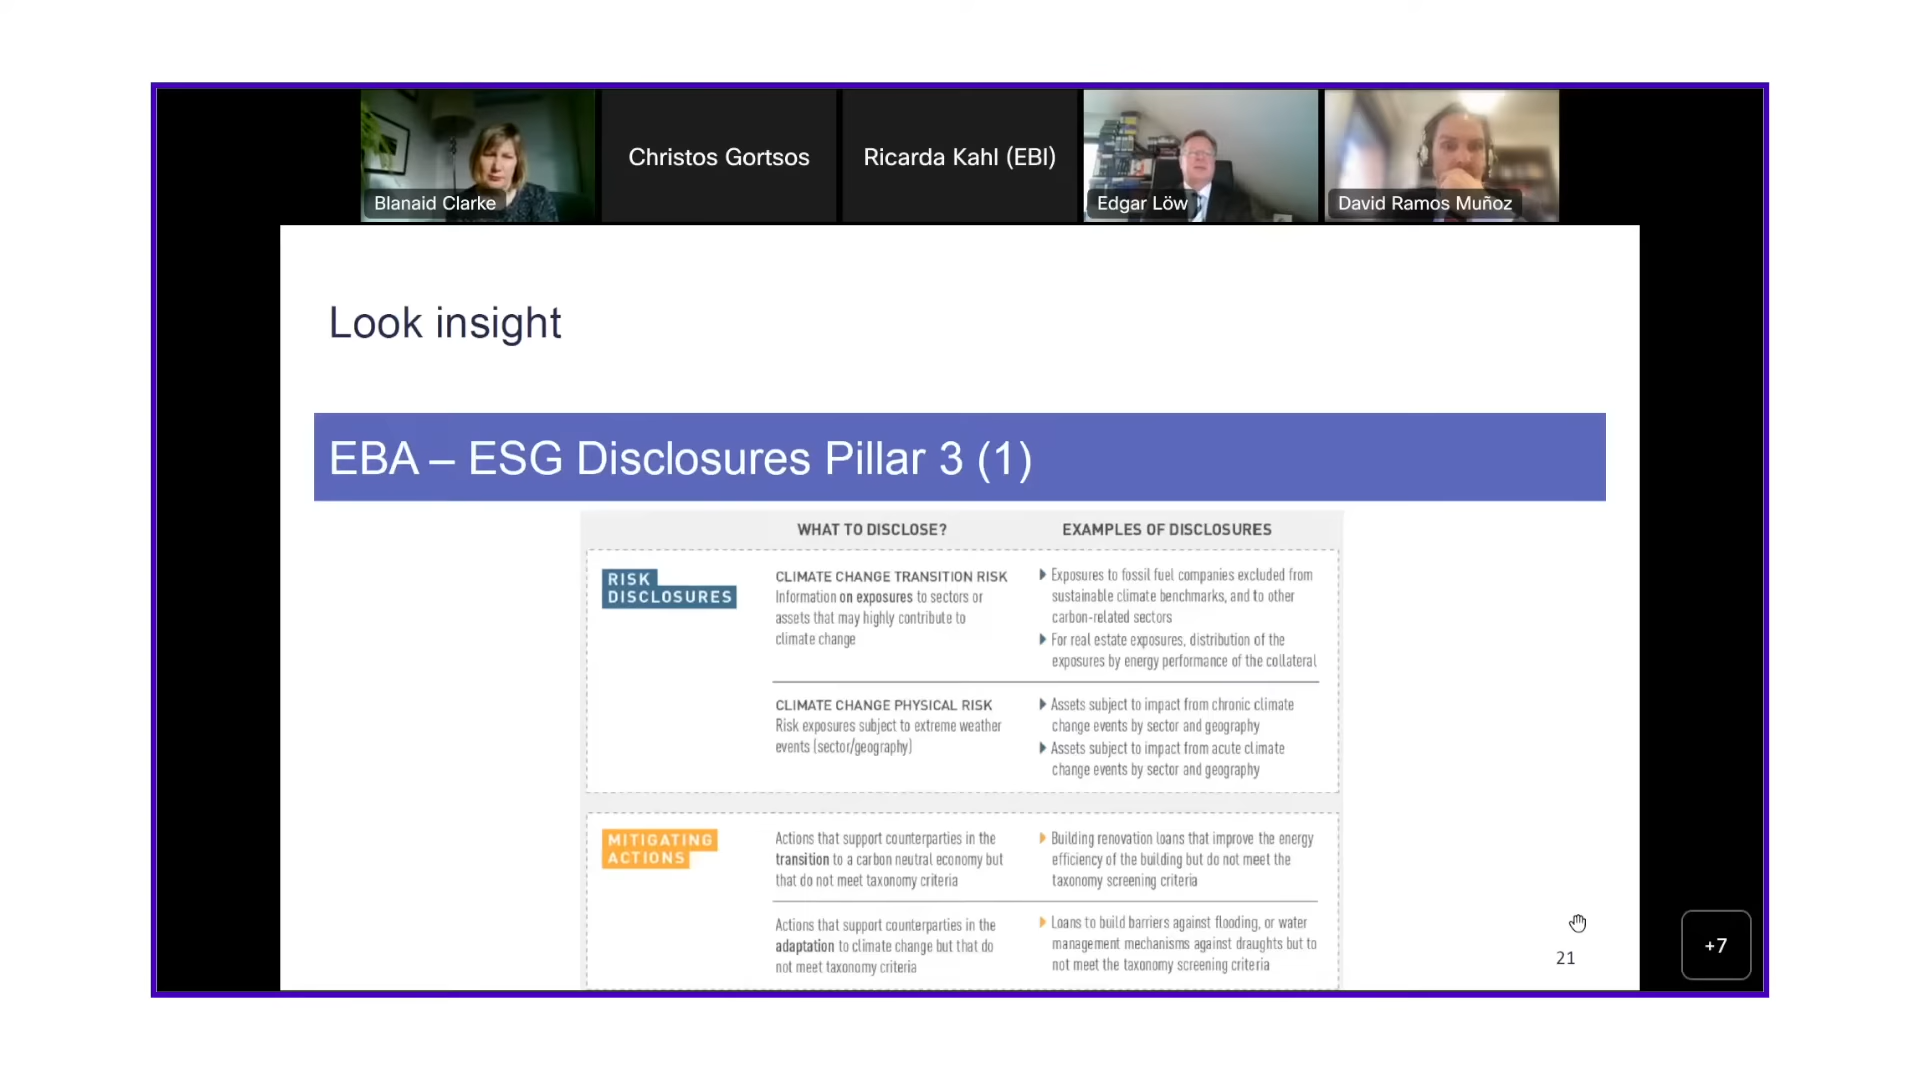 Blanaid Clarke
Christos Gortsos
Ricarda Kahl (EBI)
Edgar Löw
David Ramos Muñoz
Look insight
EBA – ESG Disclosures Pillar 3 (1)
WHAT TO DISCLOSE?
EXAMPLES OF DISCLOSURES
RISK
DISCLOSURES
CLIMATE CHANGE TRANSITION RISK
Information on exposures to sectors or
assets that may highly contribute to
climate change
Exposures to fossil fuel companies excluded from
sustainable climate benchmarks, and to other
carbon-related sectors
For real estate exposures, distribution of the
exposures by energy performance of the collateral
CLIMATE CHANGE PHYSICAL RISK
Risk exposures subject to extreme weather
events (sector/geography)
Assets subject to impact from chronic climate
change events by sector and geography
Assets subject to impact from acute climate
change events by sector and geography
MITIGATING
ACTIONS
Actions that support counterparties in the
transition to a carbon neutral economy but
that do not meet taxonomy criteria
Building renovation loans that improve the energy
efficiency of the building but do not meet the
taxonomy screening criteria
Actions that support counterparties in the
adaptation to climate change but that do
not meet taxonomy criteria
Loans to build barriers against flooding, or water
management mechanisms against draughts but to
not meet the taxonomy screening criteria
21
+7